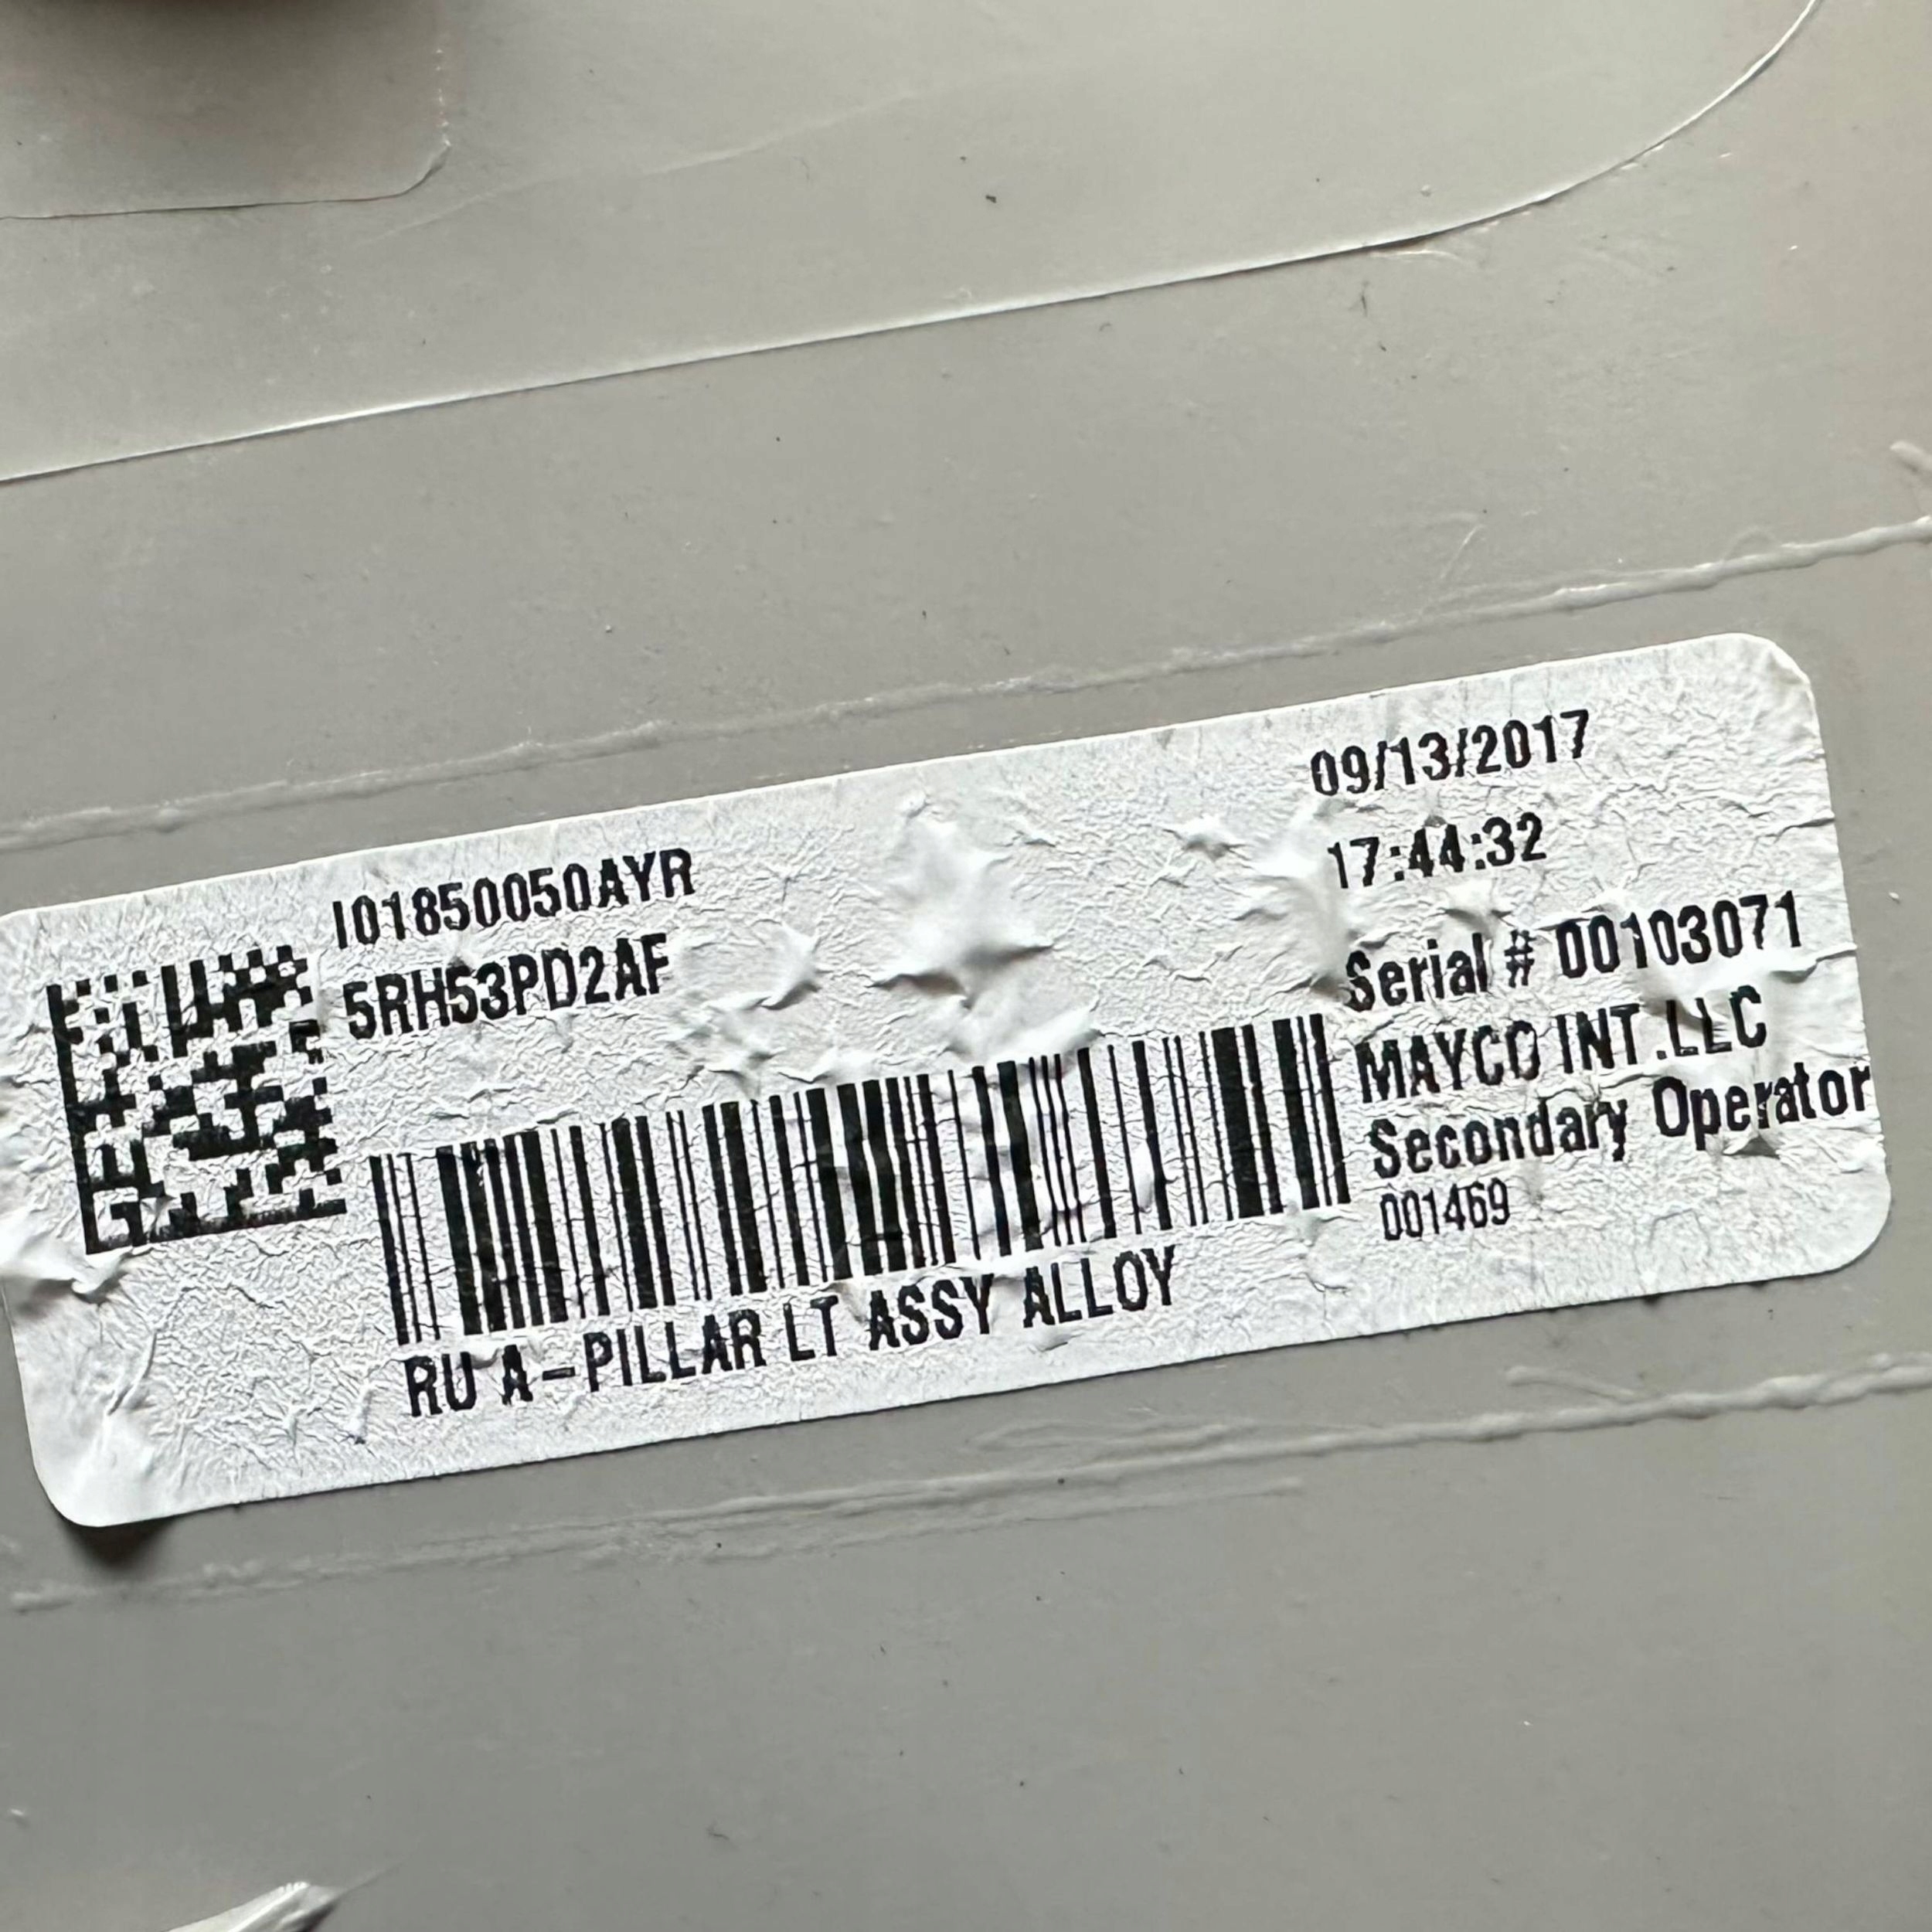 I01850050AYR
5RH53PD2AF
RU A-PILLAR LT ASSY ALLOY
09/13/2017
17:44:32
Serial # 00103071
MAYCO INT.LLC
Secondary Operator
001469